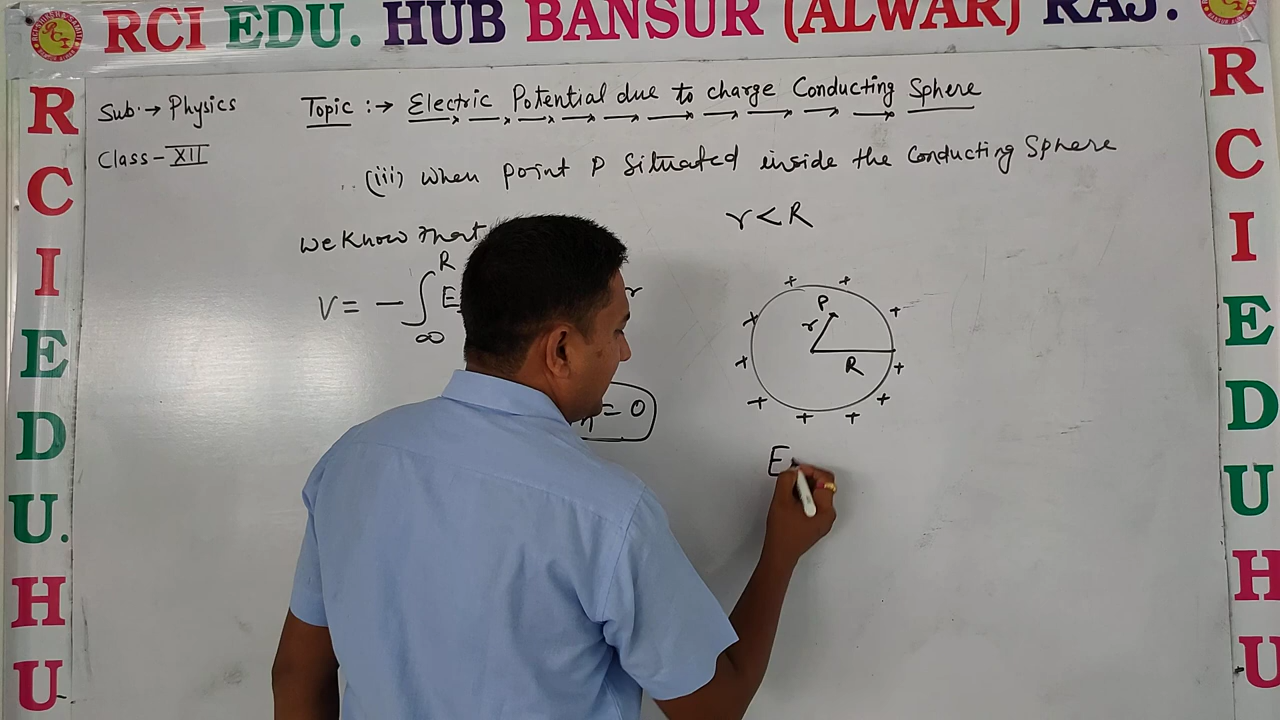 RCI EDU. HUB BANSUR (ALWAR) RAJ.
R
C
I
E
D
U.
H
U
Sub :→ Physics
Class - XII
Topic :→ Electric Potential due to charge Conducting Sphere
(iii) When point P Situated inside the Conducting Sphere
r < R
We Know that
V = - ∫ E
R
∞
r
= 0
+ + + + + + + + + + +
P
r
R
E
R
C
I
E
D
U
H
U